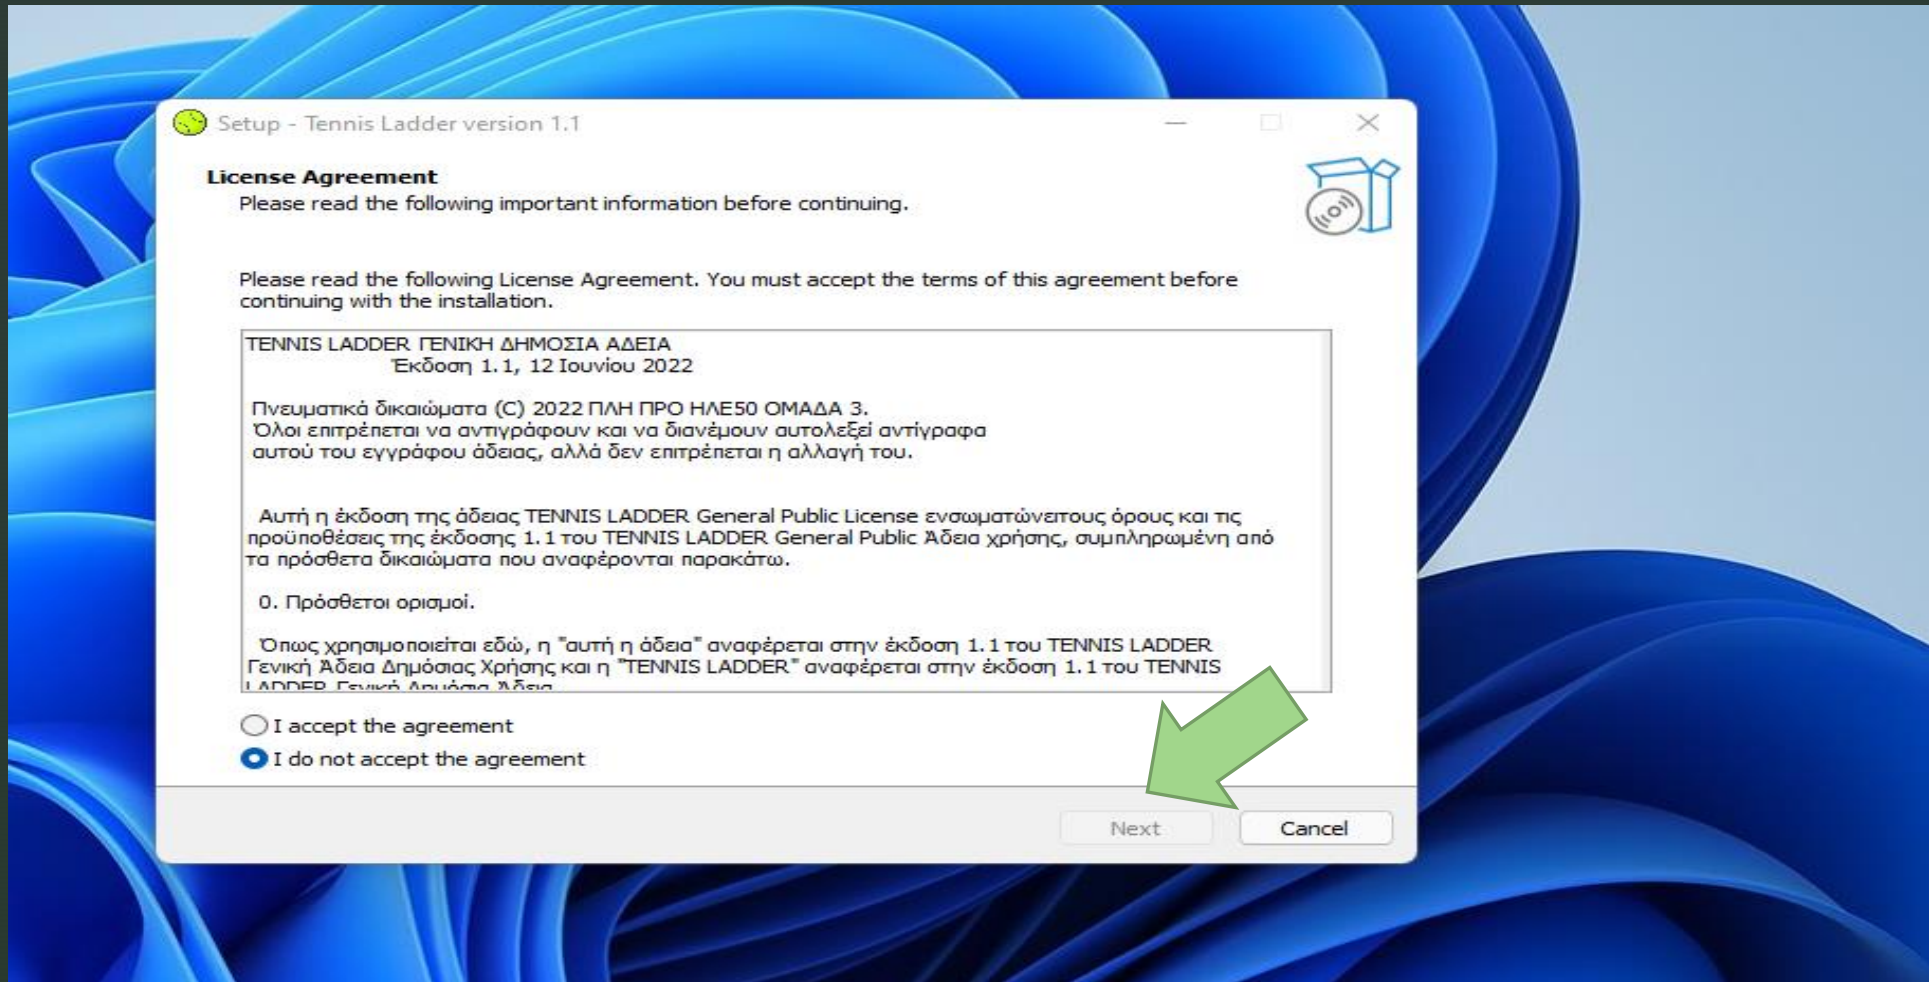 Setup - Tennis Ladder version 1.1
License Agreement
Please read the following important information before continuing.
Please read the following License Agreement. You must accept the terms of this agreement before
continuing with the installation.
TENNIS LADDER ΓΕΝΙΚΗ ΔΗΜΟΣΙΑ ΑΔΕΙΑ
Έκδοση 1.1, 12 Ιουνίου 2022
Πνευματικά δικαιώματα (C) 2022 ΠΛΗ ΠΡΟ ΗΛΕ50 ΟΜΑΔΑ 3.
Όλοι επιτρέπεται να αντιγράφουν και να διανέμουν αυτολεξεί αντίγραφα
αυτού του εγγράφου άδειας, αλλά δεν επιτρέπεται η αλλαγή του.
Αυτή η έκδοση της άδειας TENNIS LADDER General Public License ενσωματώνειτους όρους και τις
προϋποθέσεις της έκδοσης 1.1 του TENNIS LADDER General Public Άδεια χρήσης, συμπληρωμένη από
τα πρόσθετα δικαιώματα που αναφέρονται παρακάτω.
0. Πρόσθετοι ορισμοί.
Όπως χρησιμοποιείται εδώ, η "αυτή η άδεια" αναφέρεται στην έκδοση 1.1 του TENNIS LADDER
Γενική Άδεια Δημόσιας Χρήσης και η "TENNIS LADDER" αναφέρεται στην έκδοση 1.1 του TENNIS
LADDER Γενική Δημόσια Άδεια
I accept the agreement
I do not accept the agreement
Next
Cancel